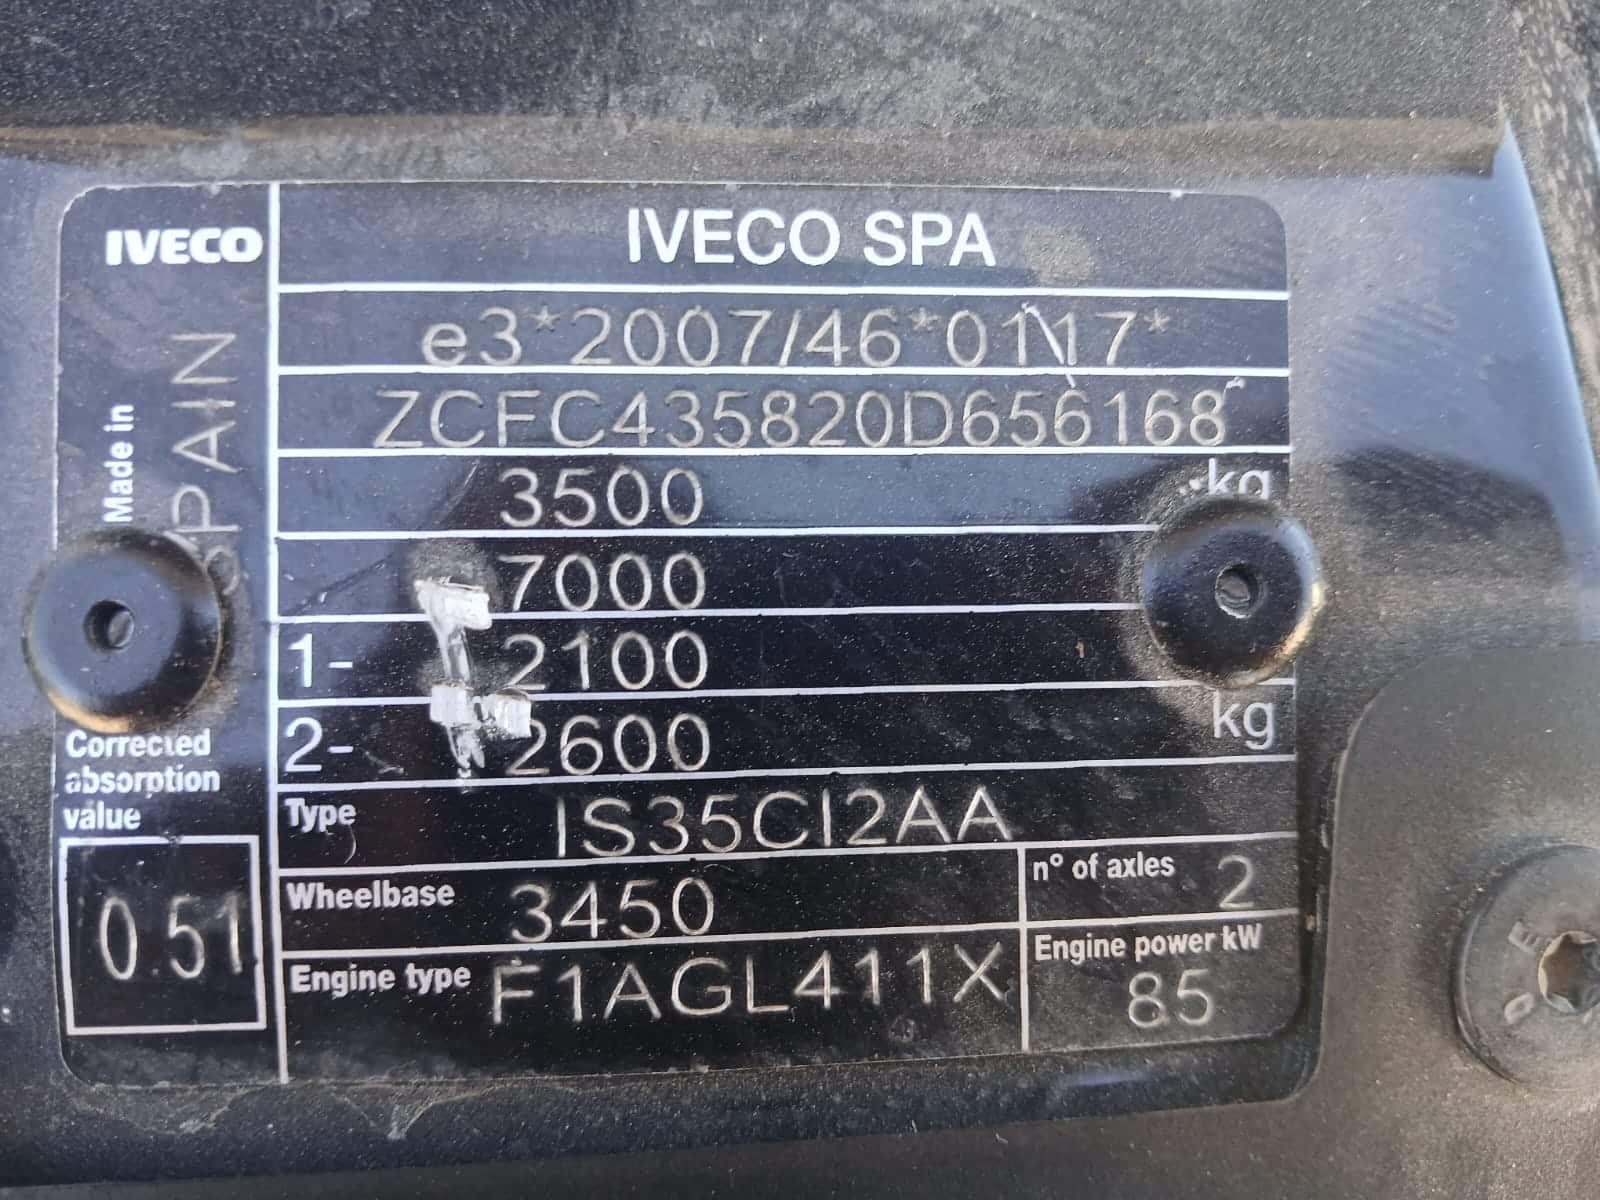 IVECO
IVECO SPA
e3*2007/46*0117*
ZCFC435820D656168
3500 kg
7000
1- 2100
2- 2600 kg
Type IS35CI2AA
Wheelbase 3450
n° of axles 2
Engine type F1AGL411X
Engine power kW 85
Made in SPAIN
Corrected
absorption
value
0.51